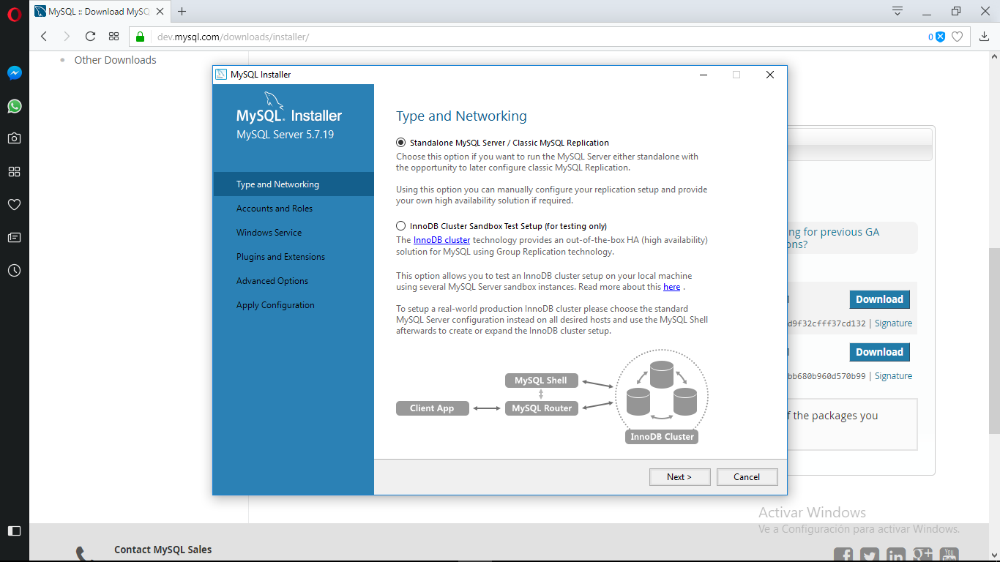 MySQL :: Download MySQ
dev.mysql.com/downloads/installer/
0
Other Downloads
MySQL Installer
MySQL. Installer
MySQL Server 5.7.19
Type and Networking
Accounts and Roles
Windows Service
Plugins and Extensions
Advanced Options
Apply Configuration
Type and Networking
Standalone MySQL Server / Classic MySQL Replication
Choose this option if you want to run the MySQL Server either standalone with
the opportunity to later configure classic MySQL Replication.
Using this option you can manually configure your replication setup and provide
your own high availability solution if required.
InnoDB Cluster Sandbox Test Setup (for testing only)
The InnoDB cluster technology provides an out-of-the-box HA (high availability)
solution for MySQL using Group Replication technology.
This option allows you to test an InnoDB cluster setup on your local machine
using several MySQL Server sandbox instances. Read more about this here .
To setup a real-world production InnoDB cluster please choose the standard
MySQL Server configuration instead on all desired hosts and use the MySQL Shell
afterwards to create or expand the InnoDB cluster setup.
MySQL Shell
Client App
MySQL Router
InnoDB Cluster
Next >
Cancel
ng for previous GA
ons?
Download
d9f32cfff37cd132 | Signature
Download
bb680b960d570b99 | Signature
f the packages you
Activar Windows
Ve a Configuración para activar Windows.
Contact MySQL Sales
f
in
g+
You
Tube